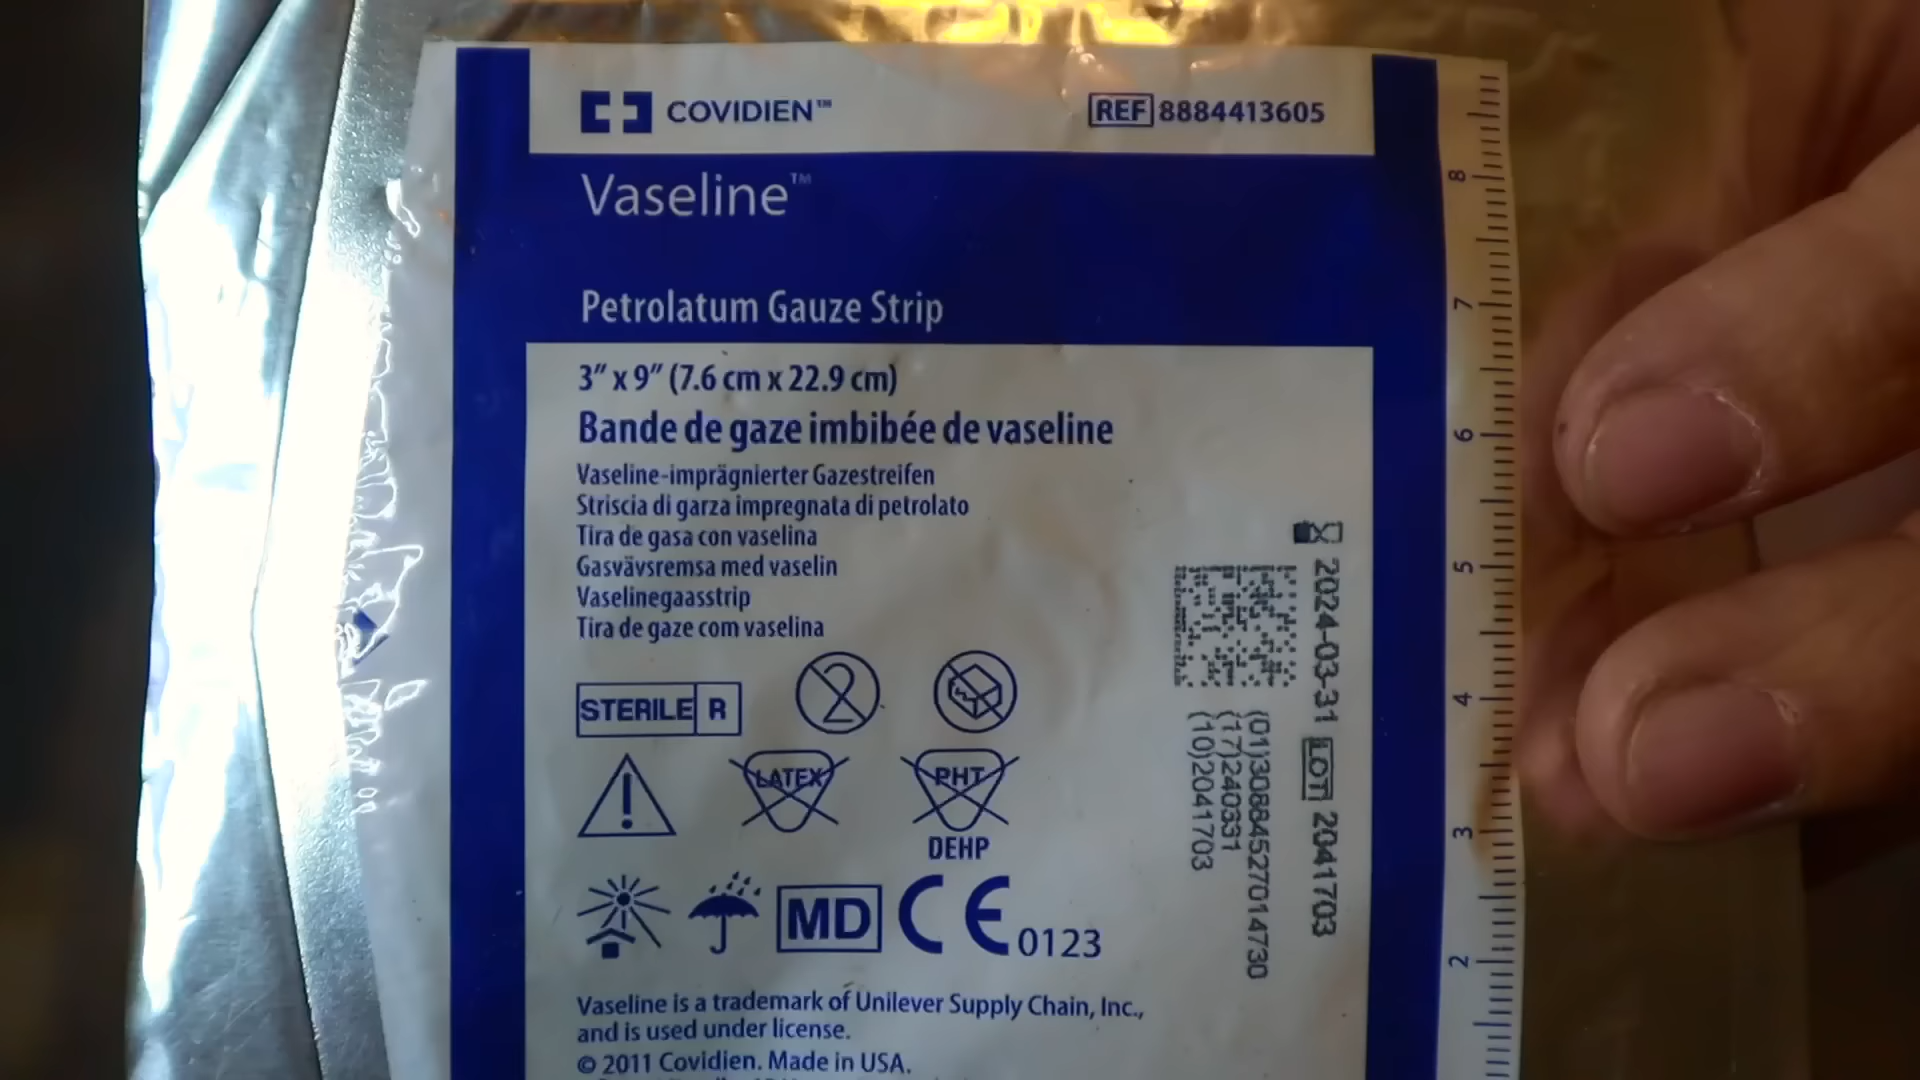 COVIDIEN™
REF 8884413605
Vaseline™
Petrolatum Gauze Strip
3" x 9" (7.6 cm x 22.9 cm)
Bande de gaze imbibée de vaseline
Vaseline-imprägnierter Gazestreifen
Striscia di garza impregnata di petrolato
Tira de gasa con vaselina
Gasvävsremsa med vaselin
Vaselinegaasstrip
Tira de gaze com vaselina
STERILE R
2
LATEX
PHT
DEHP
MD
CE 0123
2024-03-31 LOT 2041703
(01)30884527014730
(17)240331
(10)2041703
Vaseline is a trademark of Unilever Supply Chain, Inc.,
and is used under license.
© 2011 Covidien. Made in USA.
8
7
6
5
4
3
2